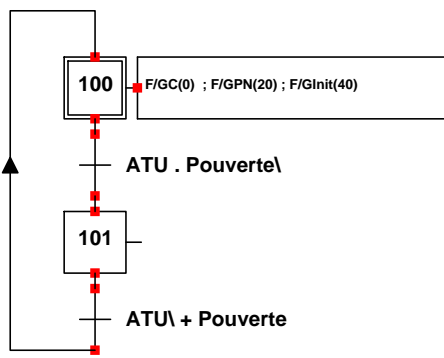 100
F/GC(0) ; F/GPN(20) ; F/GInit(40)
ATU . Pouverte\
101
ATU\ + Pouverte